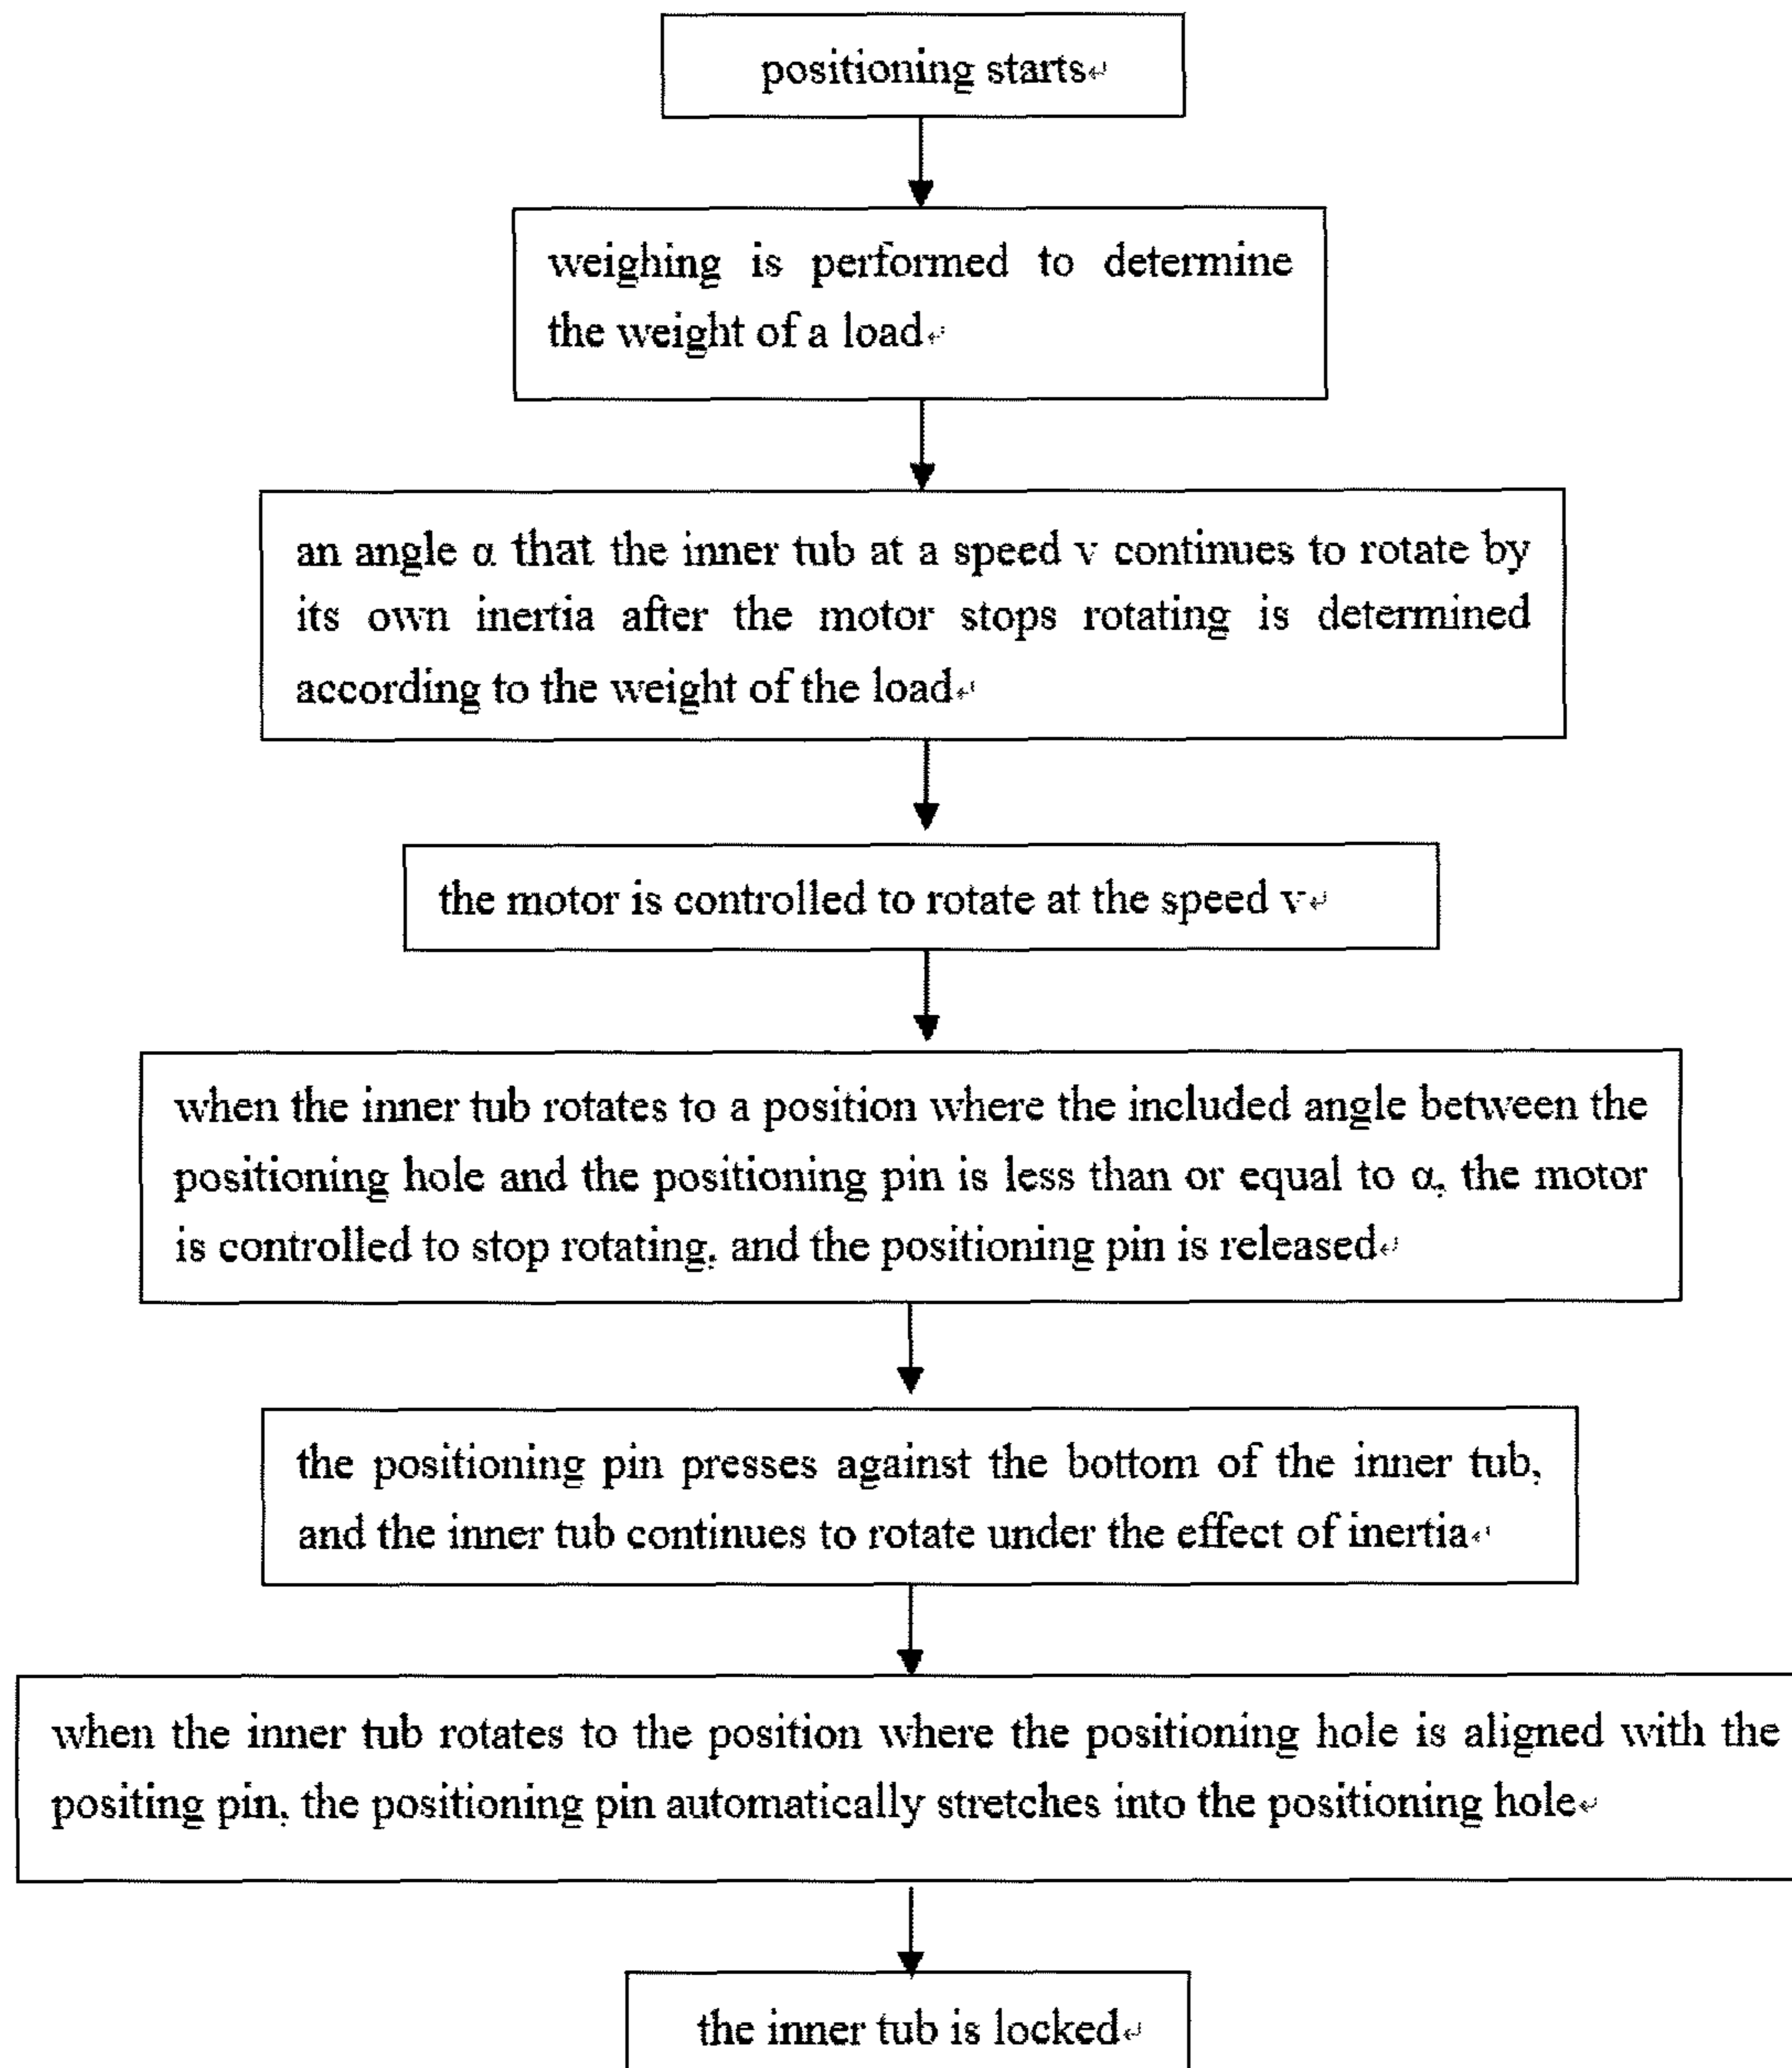 positioning starts↵
weighing is performed to determine
the weight of a load↵
an angle α that the inner tub at a speed v continues to rotate by
its own inertia after the motor stops rotating is determined
according to the weight of the load↵
the motor is controlled to rotate at the speed v↵
when the inner tub rotates to a position where the included angle between the
positioning hole and the positioning pin is less than or equal to α, the motor
is controlled to stop rotating, and the positioning pin is released↵
the positioning pin presses against the bottom of the inner tub,
and the inner tub continues to rotate under the effect of inertia↵
when the inner tub rotates to the position where the positioning hole is aligned with the
positing pin, the positioning pin automatically stretches into the positioning hole↵
the inner tub is locked↵